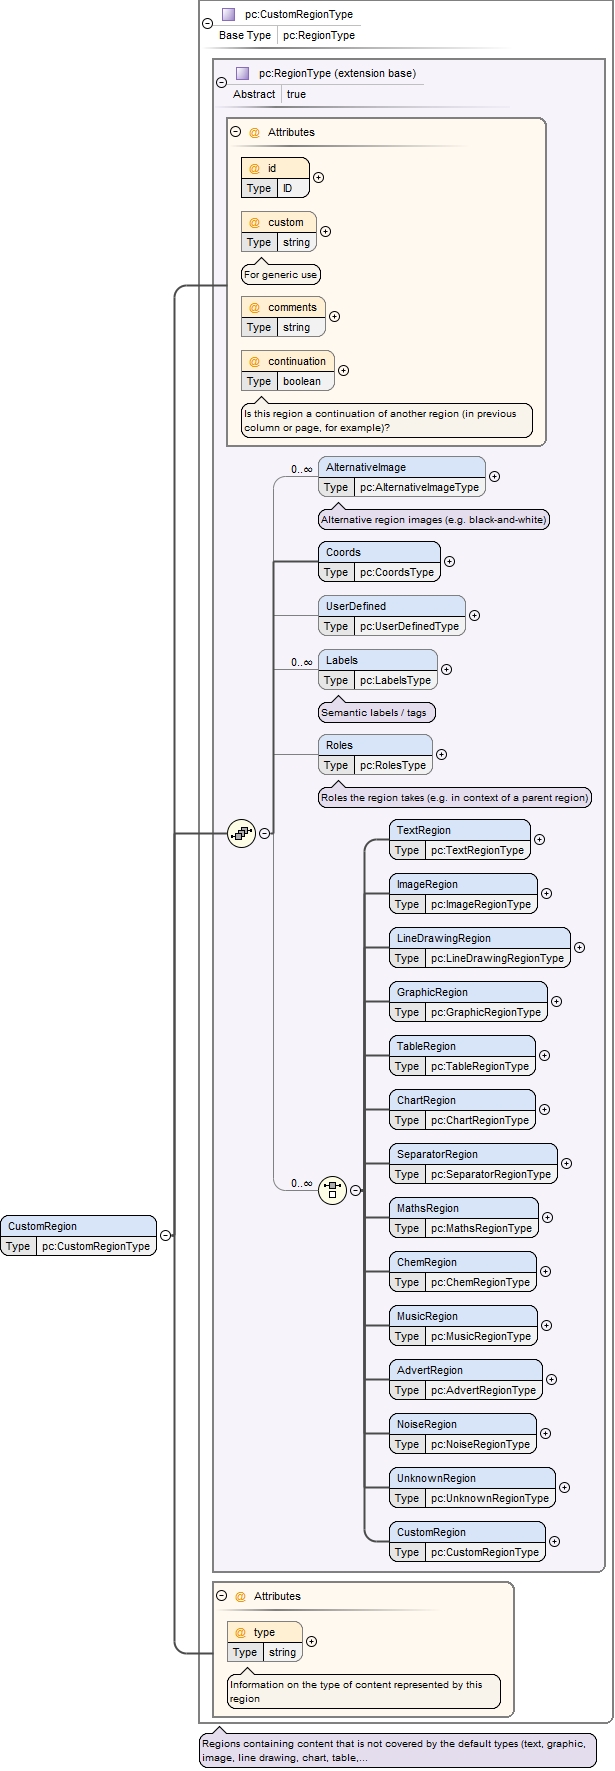 pc:CustomRegionType
Base Type pc:RegionType
pc:RegionType (extension base)
Abstract true
@ Attributes
@ id
Type ID
@ custom
Type string
For generic use
@ comments
Type string
@ continuation
Type boolean
Is this region a continuation of another region (in previous
column or page, for example)?
0..∞ AlternativeImage
Type pc:AlternativeImageType
Alternative region images (e.g. black-and-white)
Coords
Type pc:CoordsType
UserDefined
Type pc:UserDefinedType
0..∞ Labels
Type pc:LabelsType
Semantic labels / tags
Roles
Type pc:RolesType
Roles the region takes (e.g. in context of a parent region)
TextRegion
Type pc:TextRegionType
ImageRegion
Type pc:ImageRegionType
LineDrawingRegion
Type pc:LineDrawingRegionType
GraphicRegion
Type pc:GraphicRegionType
TableRegion
Type pc:TableRegionType
ChartRegion
Type pc:ChartRegionType
SeparatorRegion
Type pc:SeparatorRegionType
0..∞
MathsRegion
Type pc:MathsRegionType
CustomRegion
Type pc:CustomRegionType
ChemRegion
Type pc:ChemRegionType
MusicRegion
Type pc:MusicRegionType
AdvertRegion
Type pc:AdvertRegionType
NoiseRegion
Type pc:NoiseRegionType
UnknownRegion
Type pc:UnknownRegionType
CustomRegion
Type pc:CustomRegionType
@ Attributes
@ type
Type string
Information on the type of content represented by this
region
Regions containing content that is not covered by the default types (text, graphic,
image, line drawing, chart, table,...